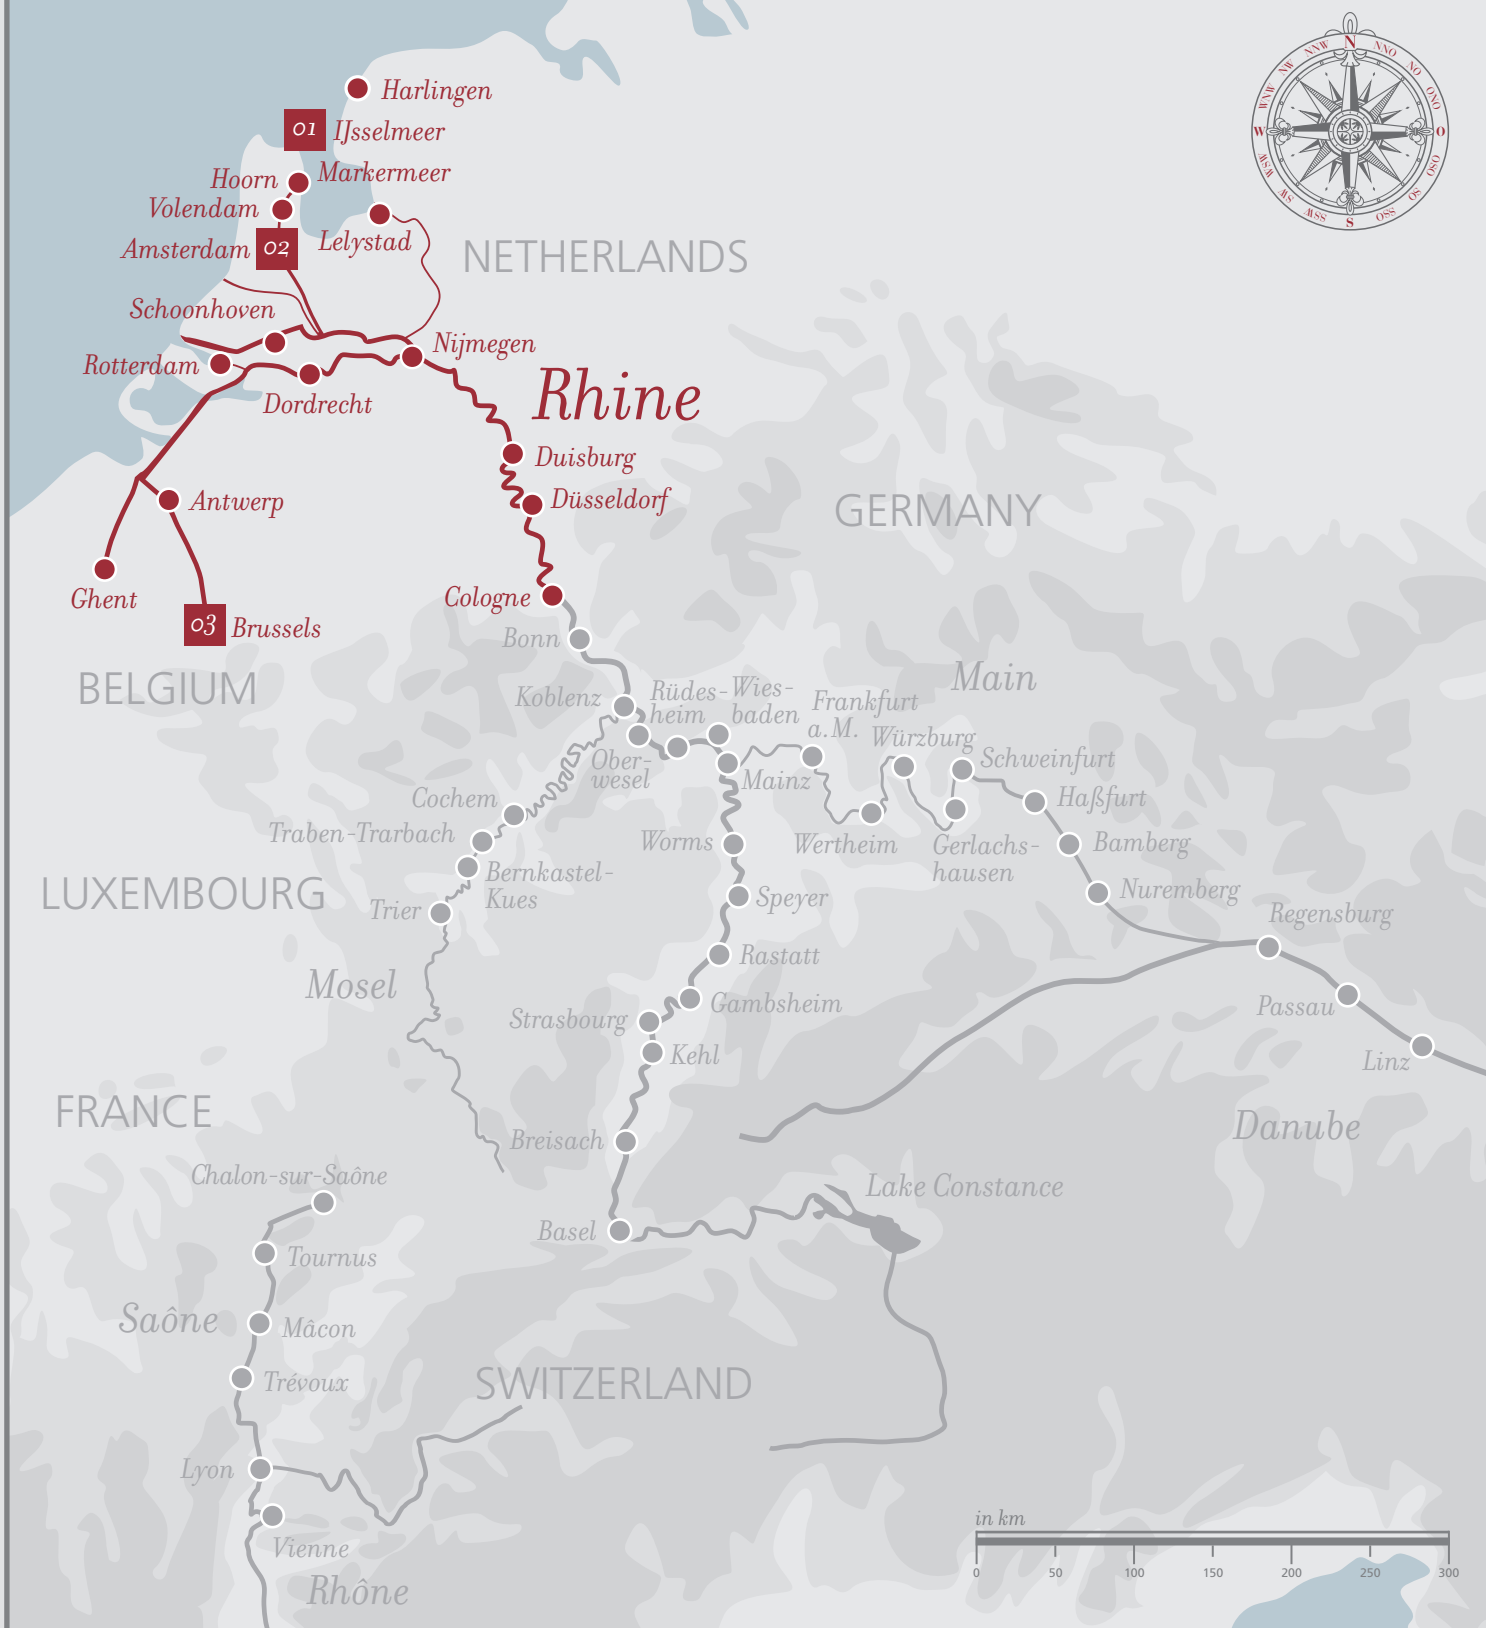 N
NNO
NO
ONO
O
OSO
SO
SSO
S
SSW
SW
WSW
W
WNW
NW
NNW
Harlingen
01 IJsselmeer
Markermeer
Hoorn
Volendam
Amsterdam 02
Lelystad
NETHERLANDS
Schoonhoven
Nijmegen
Rotterdam
Rhine
Dordrecht
Duisburg
Düsseldorf
Antwerp
GERMANY
Ghent
Cologne
03 Brussels
Bonn
BELGIUM
Main
Koblenz
Rüdes-
heim
Wies-
baden
Frankfurt
a.M.
Würzburg
Ober-
wesel
Mainz
Schweinfurt
Haßfurt
Cochem
Traben-Trarbach
Worms
Wertheim
Gerlachs-
hausen
Bamberg
Bernkastel-
Kues
LUXEMBOURG
Trier
Speyer
Nuremberg
Regensburg
Rastatt
Mosel
Gambsheim
Passau
Strasbourg
Kehl
Linz
FRANCE
Danube
Breisach
Chalon-sur-Saône
Lake Constance
Basel
Tournus
Saône
Mâcon
Trévoux
SWITZERLAND
Lyon
Vienne
Rhône
in km
0 50 100 150 200 250 300